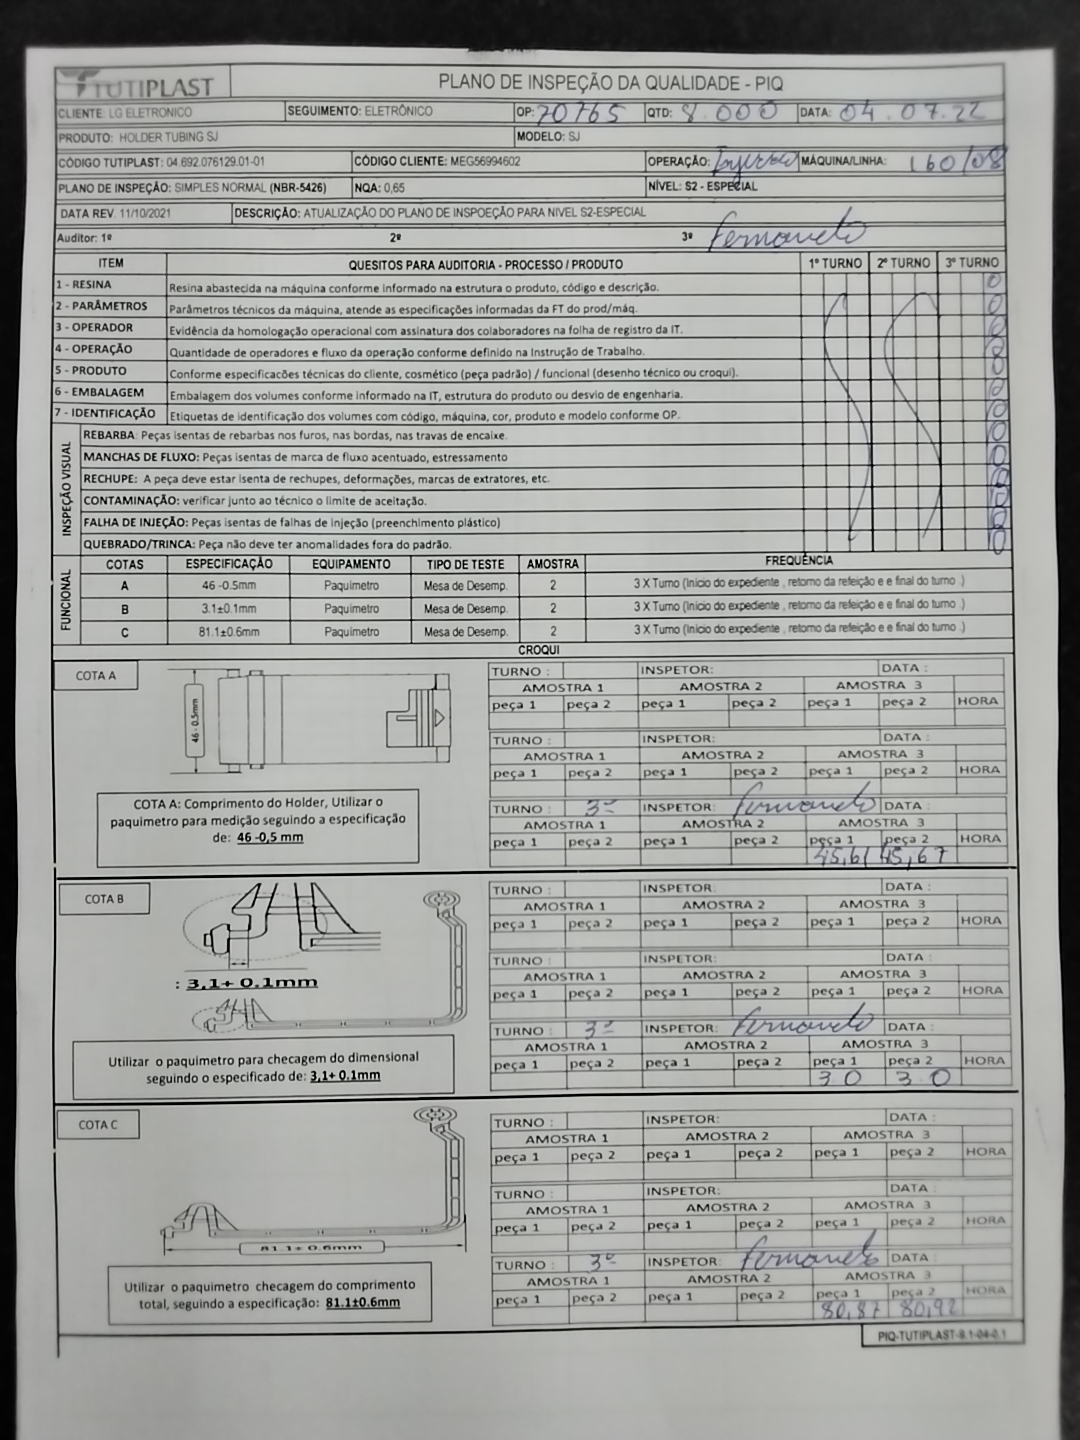 TUTIPLAST
PLANO DE INSPEÇÃO DA QUALIDADE - PIQ
CLIENTE: LG ELETRONICO SEGUIMENTO: ELETRÔNICO OP: 70765 QTD: 8.000 DATA: 04.07.22
PRODUTO: HOLDER TUBING SJ MODELO: SJ
CÓDIGO TUTIPLAST: 04.692.076129.01-01 CÓDIGO CLIENTE: MEG56994602 OPERAÇÃO: MÁQUINA/LINHA: 160/08
PLANO DE INSPEÇÃO: SIMPLES NORMAL (NBR-5426) NQA: 0,65 NÍVEL: S2 - ESPECIAL
DATA REV. 11/10/2021 DESCRIÇÃO: ATUALIZAÇÃO DO PLANO DE INSPOEÇÃO PARA NIVEL S2-ESPECIAL
Auditor: 1º 2º 3º Fernando
ITEM QUESITOS PARA AUDITORIA - PROCESSO / PRODUTO 1º TURNO 2º TURNO 3º TURNO
1 - RESINA Resina abastecida na máquina conforme informado na estrutura o produto, código e descrição. 0
2 - PARÂMETROS Parâmetros técnicos da máquina, atende as especificações informadas da FT do prod/máq. 0
3 - OPERADOR Evidência da homologação operacional com assinatura dos colaboradores na folha de registro da IT. 0
4 - OPERAÇÃO Quantidade de operadores e fluxo da operação conforme definido na Instrução de Trabalho. 0
5 - PRODUTO Conforme especificacões técnicas do cliente, cosmético (peça padrão) / funcional (desenho técnico ou croqui). 0
6 - EMBALAGEM Embalagem dos volumes conforme informado na IT, estrutura do produto ou desvio de engenharia. 0
7 - IDENTIFICAÇÃO Etiquetas de identificação dos volumes com código, máquina, cor, produto e modelo conforme OP. 0
INSPEÇÃO VISUAL
REBARBA: Peças isentas de rebarbas nos furos, nas bordas, nas travas de encaixe. 0
MANCHAS DE FLUXO: Peças isentas de marca de fluxo acentuado, estressamento 0
RECHUPE: A peça deve estar isenta de rechupes, deformações, marcas de extratores, etc. 0
CONTAMINAÇÃO: verificar junto ao técnico o limite de aceitação. 0
FALHA DE INJEÇÃO: Peças isentas de falhas de injeção (preenchimento plástico) 0
QUEBRADO/TRINCA: Peça não deve ter anomalidades fora do padrão. 0
FUNCIONAL
COTAS ESPECIFICAÇÃO EQUIPAMENTO TIPO DE TESTE AMOSTRA FREQUÊNCIA
A 46 -0.5mm Paquímetro Mesa de Desemp. 2 3 X Turno (Inicio do expediente , retorno da refeição e e final do turno .)
B 3.1±0.1mm Paquímetro Mesa de Desemp. 2 3 X Turno (Inicio do expediente , retorno da refeição e e final do turno .)
C 81.1±0.6mm Paquímetro Mesa de Desemp. 2 3 X Turno (Inicio do expediente , retorno da refeição e e final do turno .)
CROQUI
COTA A
46 - 0.5mm
COTA A: Comprimento do Holder, Utilizar o
paquimetro para medição seguindo a especificação
de: 46 -0,5 mm
TURNO : INSPETOR: DATA :
AMOSTRA 1 AMOSTRA 2 AMOSTRA 3
peça 1 peça 2 peça 1 peça 2 peça 1 peça 2 HORA
TURNO : INSPETOR: DATA :
AMOSTRA 1 AMOSTRA 2 AMOSTRA 3
peça 1 peça 2 peça 1 peça 2 peça 1 peça 2 HORA
TURNO : 3º INSPETOR: Fernando DATA :
AMOSTRA 1 AMOSTRA 2 AMOSTRA 3
peça 1 peça 2 peça 1 peça 2 peça 1 peça 2 HORA
45,61 45,67
COTA B
: 3,1+ 0.1mm
Utilizar o paquimetro para checagem do dimensional
seguindo o especificado de: 3,1+ 0.1mm
TURNO : INSPETOR: DATA :
AMOSTRA 1 AMOSTRA 2 AMOSTRA 3
peça 1 peça 2 peça 1 peça 2 peça 1 peça 2 HORA
TURNO : INSPETOR: DATA :
AMOSTRA 1 AMOSTRA 2 AMOSTRA 3
peça 1 peça 2 peça 1 peça 2 peça 1 peça 2 HORA
TURNO : 3º INSPETOR: Fernando DATA :
AMOSTRA 1 AMOSTRA 2 AMOSTRA 3
peça 1 peça 2 peça 1 peça 2 peça 1 peça 2 HORA
30 30
COTA C
81.1+ 0.6mm
Utilizar o paquimetro checagem do comprimento
total, seguindo a especificação: 81.1±0.6mm
TURNO : INSPETOR: DATA :
AMOSTRA 1 AMOSTRA 2 AMOSTRA 3
peça 1 peça 2 peça 1 peça 2 peça 1 peça 2 HORA
TURNO : INSPETOR: DATA :
AMOSTRA 1 AMOSTRA 2 AMOSTRA 3
peça 1 peça 2 peça 1 peça 2 peça 1 peça 2 HORA
TURNO : 3º INSPETOR: Fernando DATA :
AMOSTRA 1 AMOSTRA 2 AMOSTRA 3
peça 1 peça 2 peça 1 peça 2 peça 1 peça 2 HORA
80,87 80,92
PIQ-TUTIPLAST-8.1-04-0.1